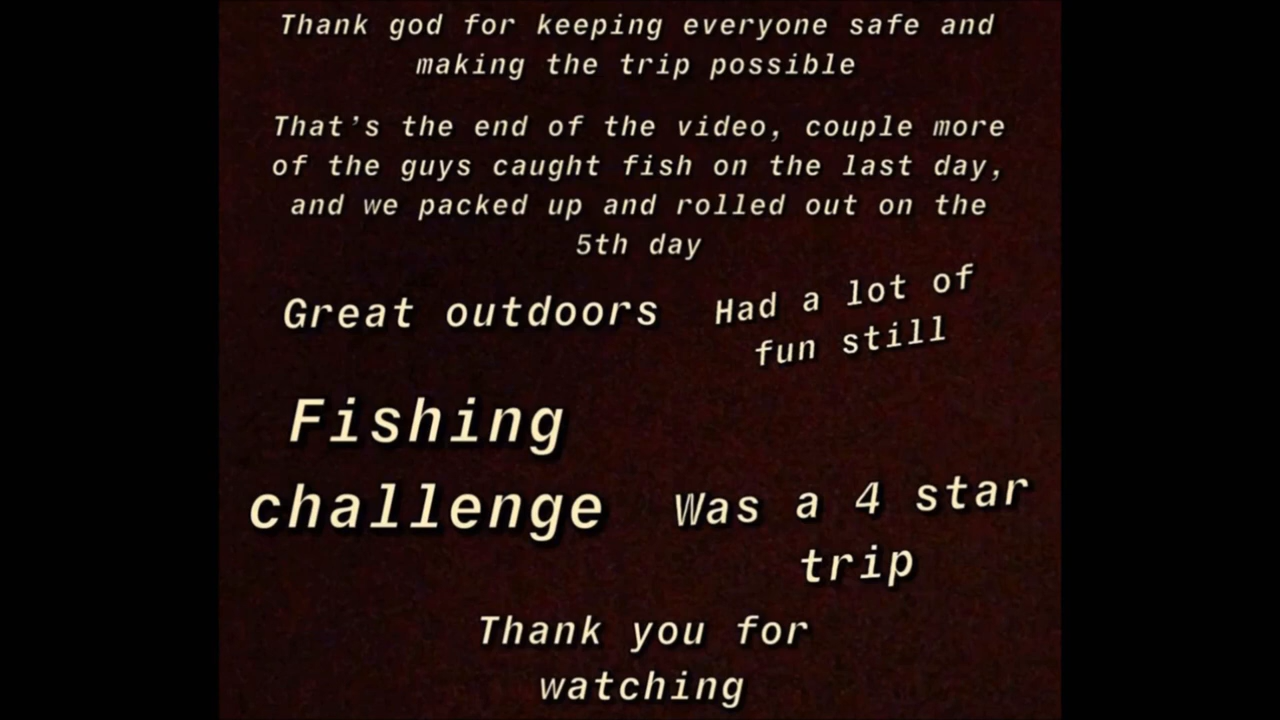 Thank god for keeping everyone safe and
making the trip possible
That’s the end of the video, couple more
of the guys caught fish on the last day,
and we packed up and rolled out on the
5th day
Great outdoors
Had a lot of
fun still
Fishing
challenge
Was a 4 star
trip
Thank you for
watching